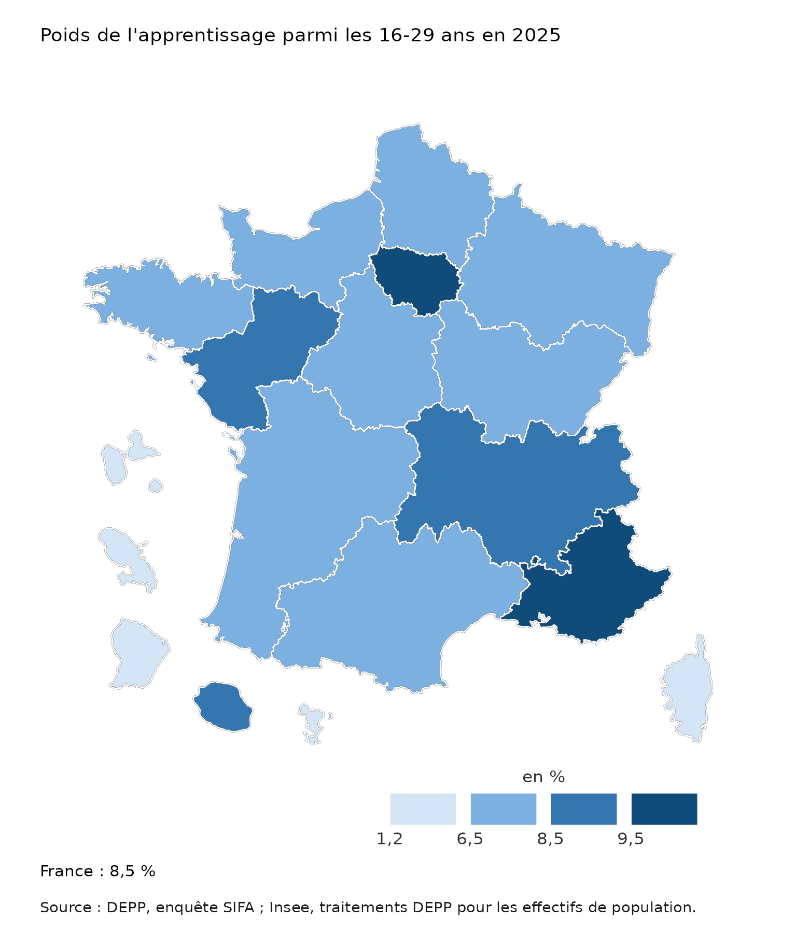 Poids de l'apprentissage parmi les 16-29 ans en 2025
en %
1,2 6,5 8,5 9,5
France : 8,5 %
Source : DEPP, enquête SIFA ; Insee, traitements DEPP pour les effectifs de population.